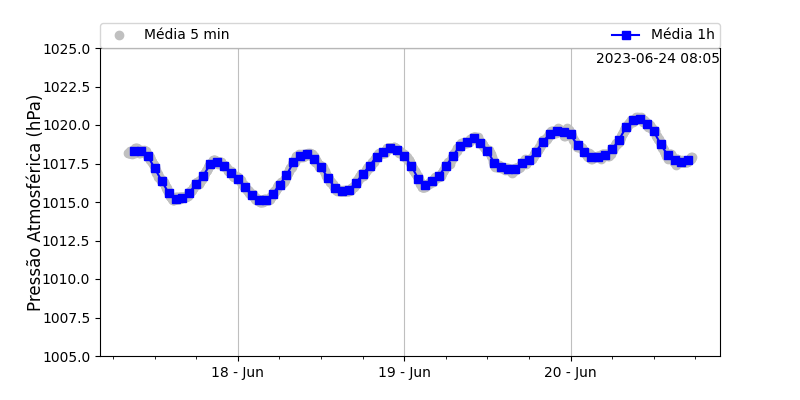 Média 5 min
Média 1h
2023-06-24 08:05
Pressão Atmosférica (hPa)
1025.0
1022.5
1020.0
1017.5
1015.0
1012.5
1010.0
1007.5
1005.0
18 - Jun
19 - Jun
20 - Jun